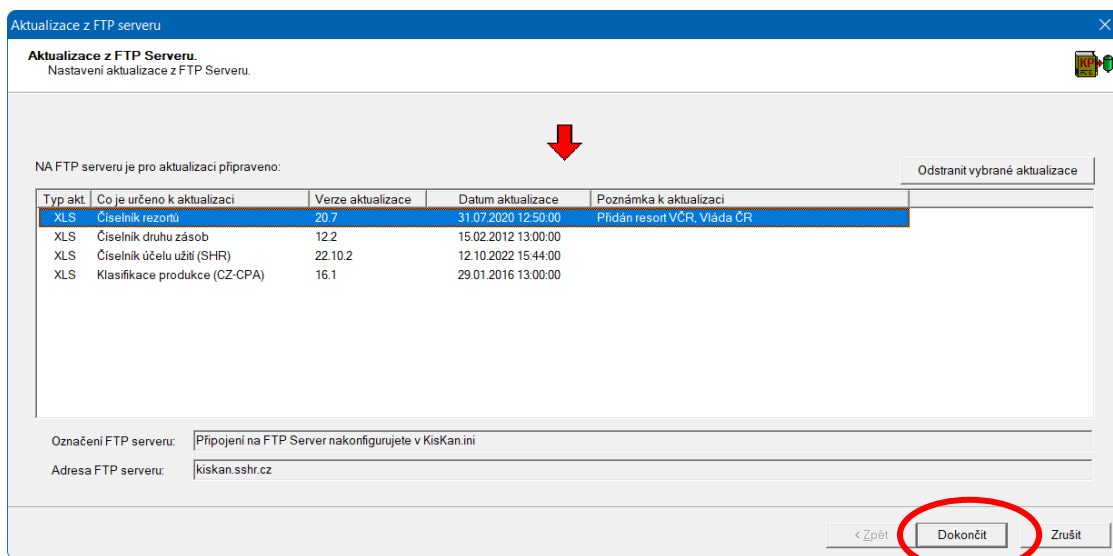 Aktualizace z FTP serveru
Aktualizace z FTP Serveru.
Nastavení aktualizace z FTP Serveru.
KP
NA FTP serveru je pro aktualizaci připraveno:
Odstranit vybrané aktualizace
Typ akt. Co je určeno k aktualizaci Verze aktualizace Datum aktualizace Poznámka k aktualizaci
XLS Číselník rezortů 20.7 31.07.2020 12:50:00 Přidán resort VČR, Vláda ČR
XLS Číselník druhu zásob 12.2 15.02.2012 13:00:00
XLS Číselník účelu užití (SHR) 22.10.2 12.10.2022 15:44:00
XLS Klasifikace produkce (CZ-CPA) 16.1 29.01.2016 13:00:00
Označení FTP serveru: Připojení na FTP Server nakonfigurujete v KisKan.ini
Adresa FTP serveru: kiskan.sshr.cz
< Zpět Dokončit Zrušit